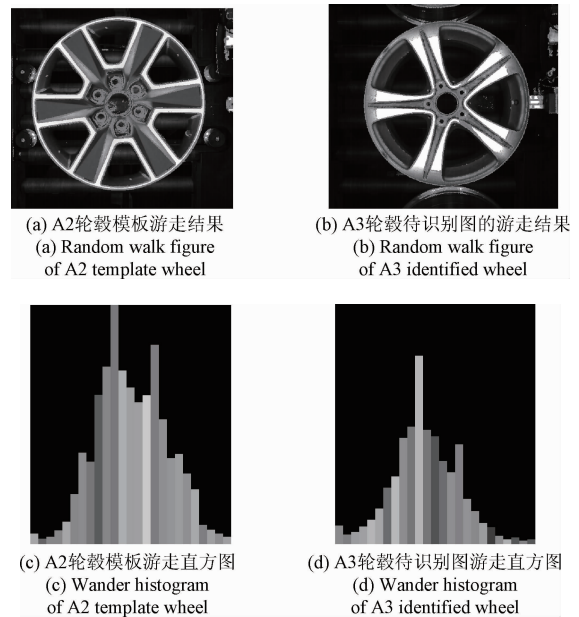 (a) A2轮毂模板游走结果
(a) Random walk figure
of A2 template wheel
(b) A3轮毂待识别图的游走结果
(b) Random walk figure
of A3 identified wheel
(c) A2轮毂模板游走直方图
(c) Wander histogram
of A2 template wheel
(d) A3轮毂待识别图游走直方图
(d) Wander histogram
of A3 identified wheel